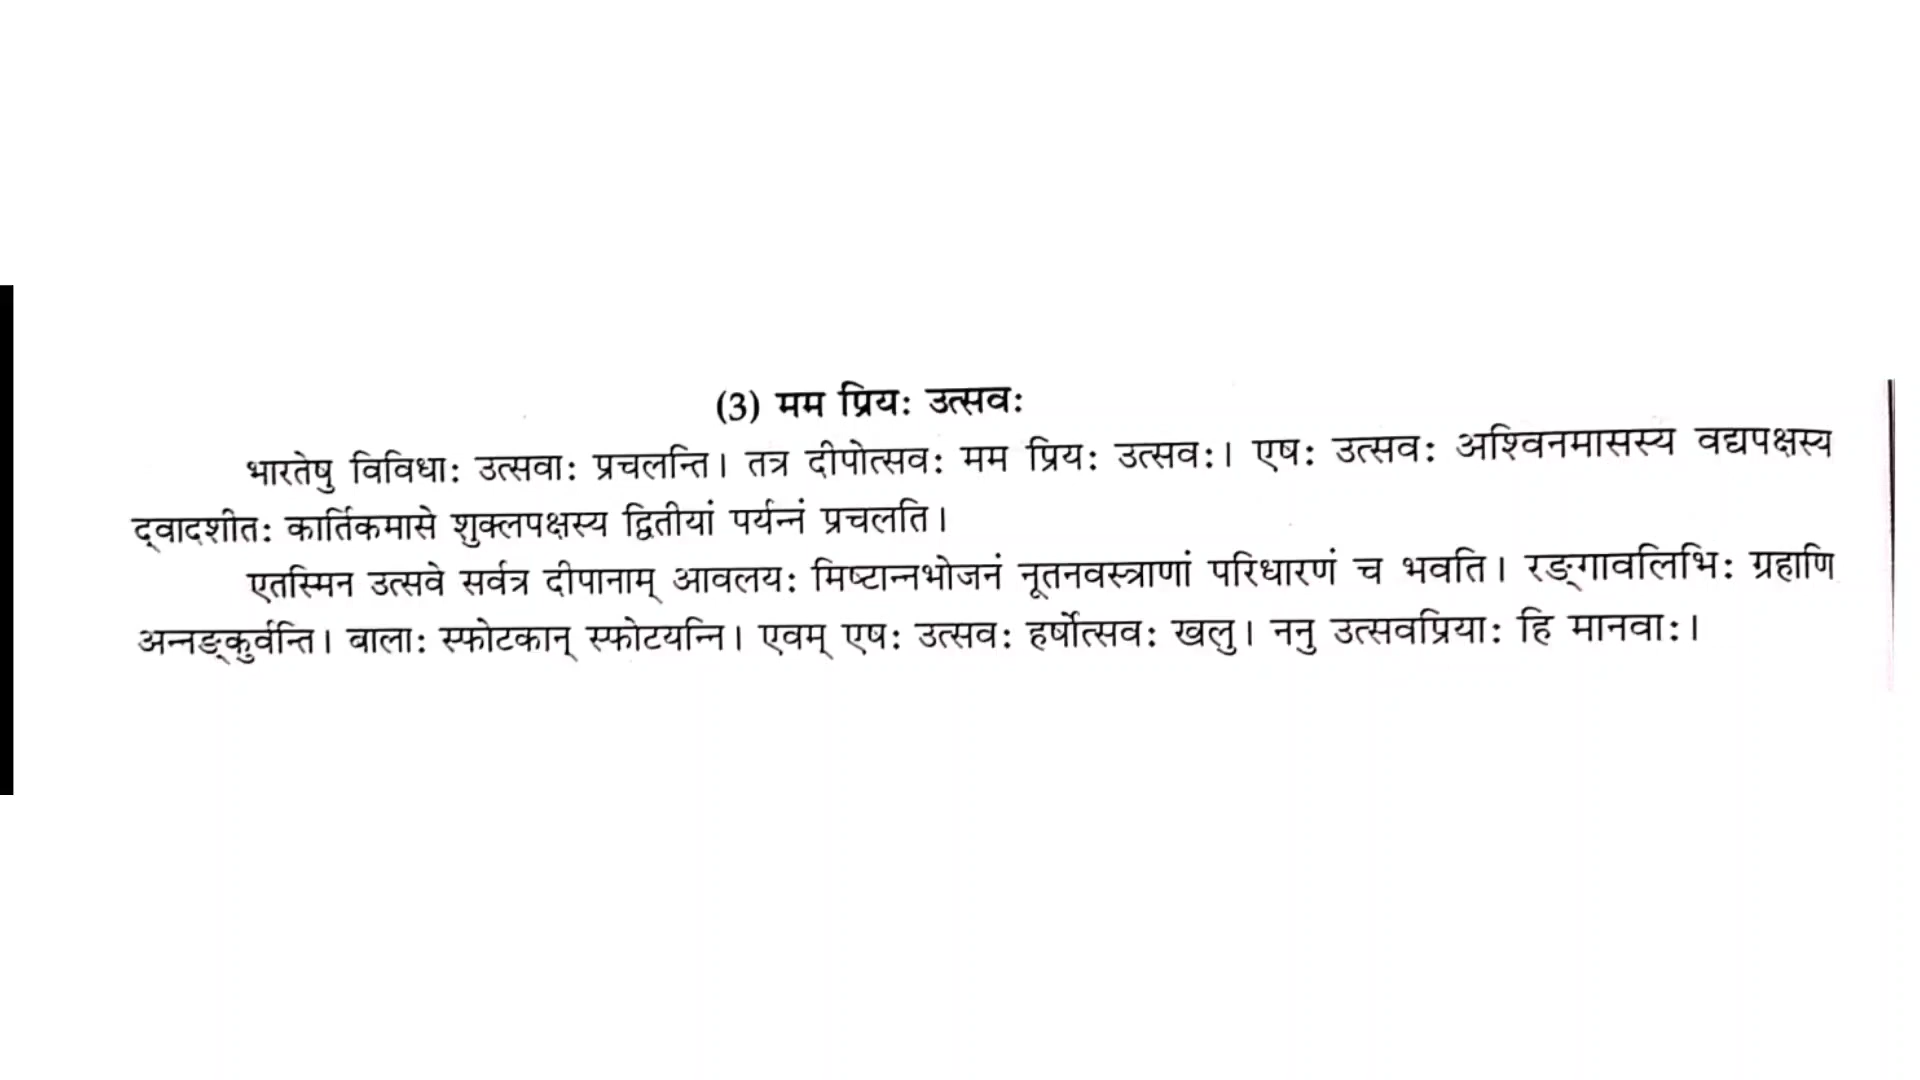 (3) मम प्रियः उत्सवः
भारतेषु विविधाः उत्सवाः प्रचलन्ति। तत्र दीपोत्सवः मम प्रियः उत्सवः। एषः उत्सवः अश्विनमासस्य वद्यपक्षस्य
द्वादशीतः कार्तिकमासे शुक्लपक्षस्य द्वितीयां पर्यन्नं प्रचलति।
एतस्मिन उत्सवे सर्वत्र दीपानाम् आवलयः मिष्टान्नभोजनं नूतनवस्त्राणां परिधारणं च भवति। रङ्गावलिभिः ग्रहाणि
अन्नङ्कुर्वन्ति। बालाः स्फोटकान् स्फोटयन्नि। एवम् एषः उत्सवः हर्षोत्सवः खलु। ननु उत्सवप्रियाः हि मानवाः।